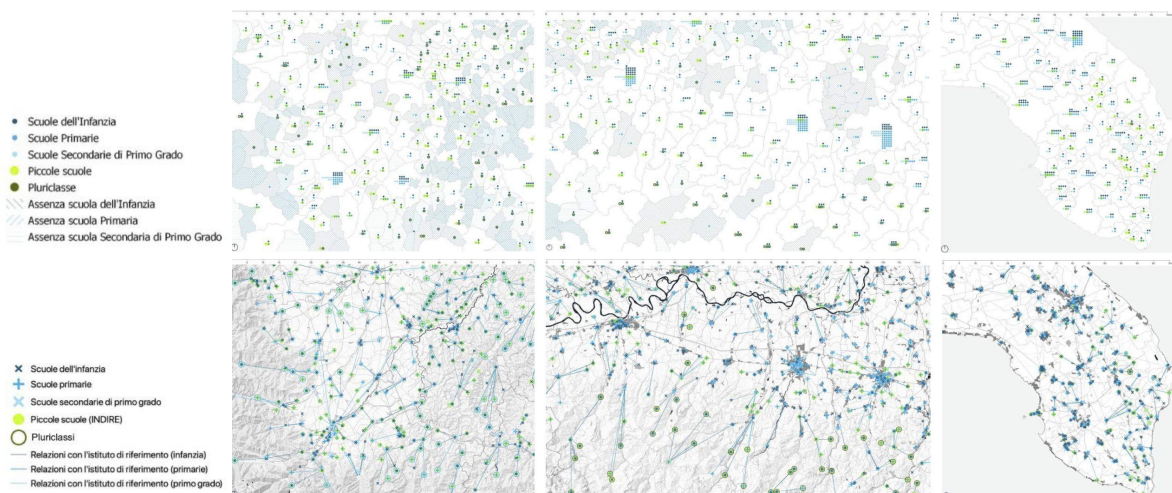 Scuole dell'Infanzia
Scuole Primarie
Scuole Secondarie di Primo Grado
Piccole scuole
Pluriclasse
Assenza scuola dell'Infanzia
Assenza scuola Primaria
Assenza scuola Secondaria di Primo Grado
Scuole dell'infanzia
Scuole primarie
Scuole secondarie di primo grado
Piccole scuole (INDIRE)
Pluriclassi
Relazioni con l'istituto di riferimento (infanzia)
Relazioni con l'istituto di riferimento (primarie)
Relazioni con l'istituto di riferimento (primo grado)